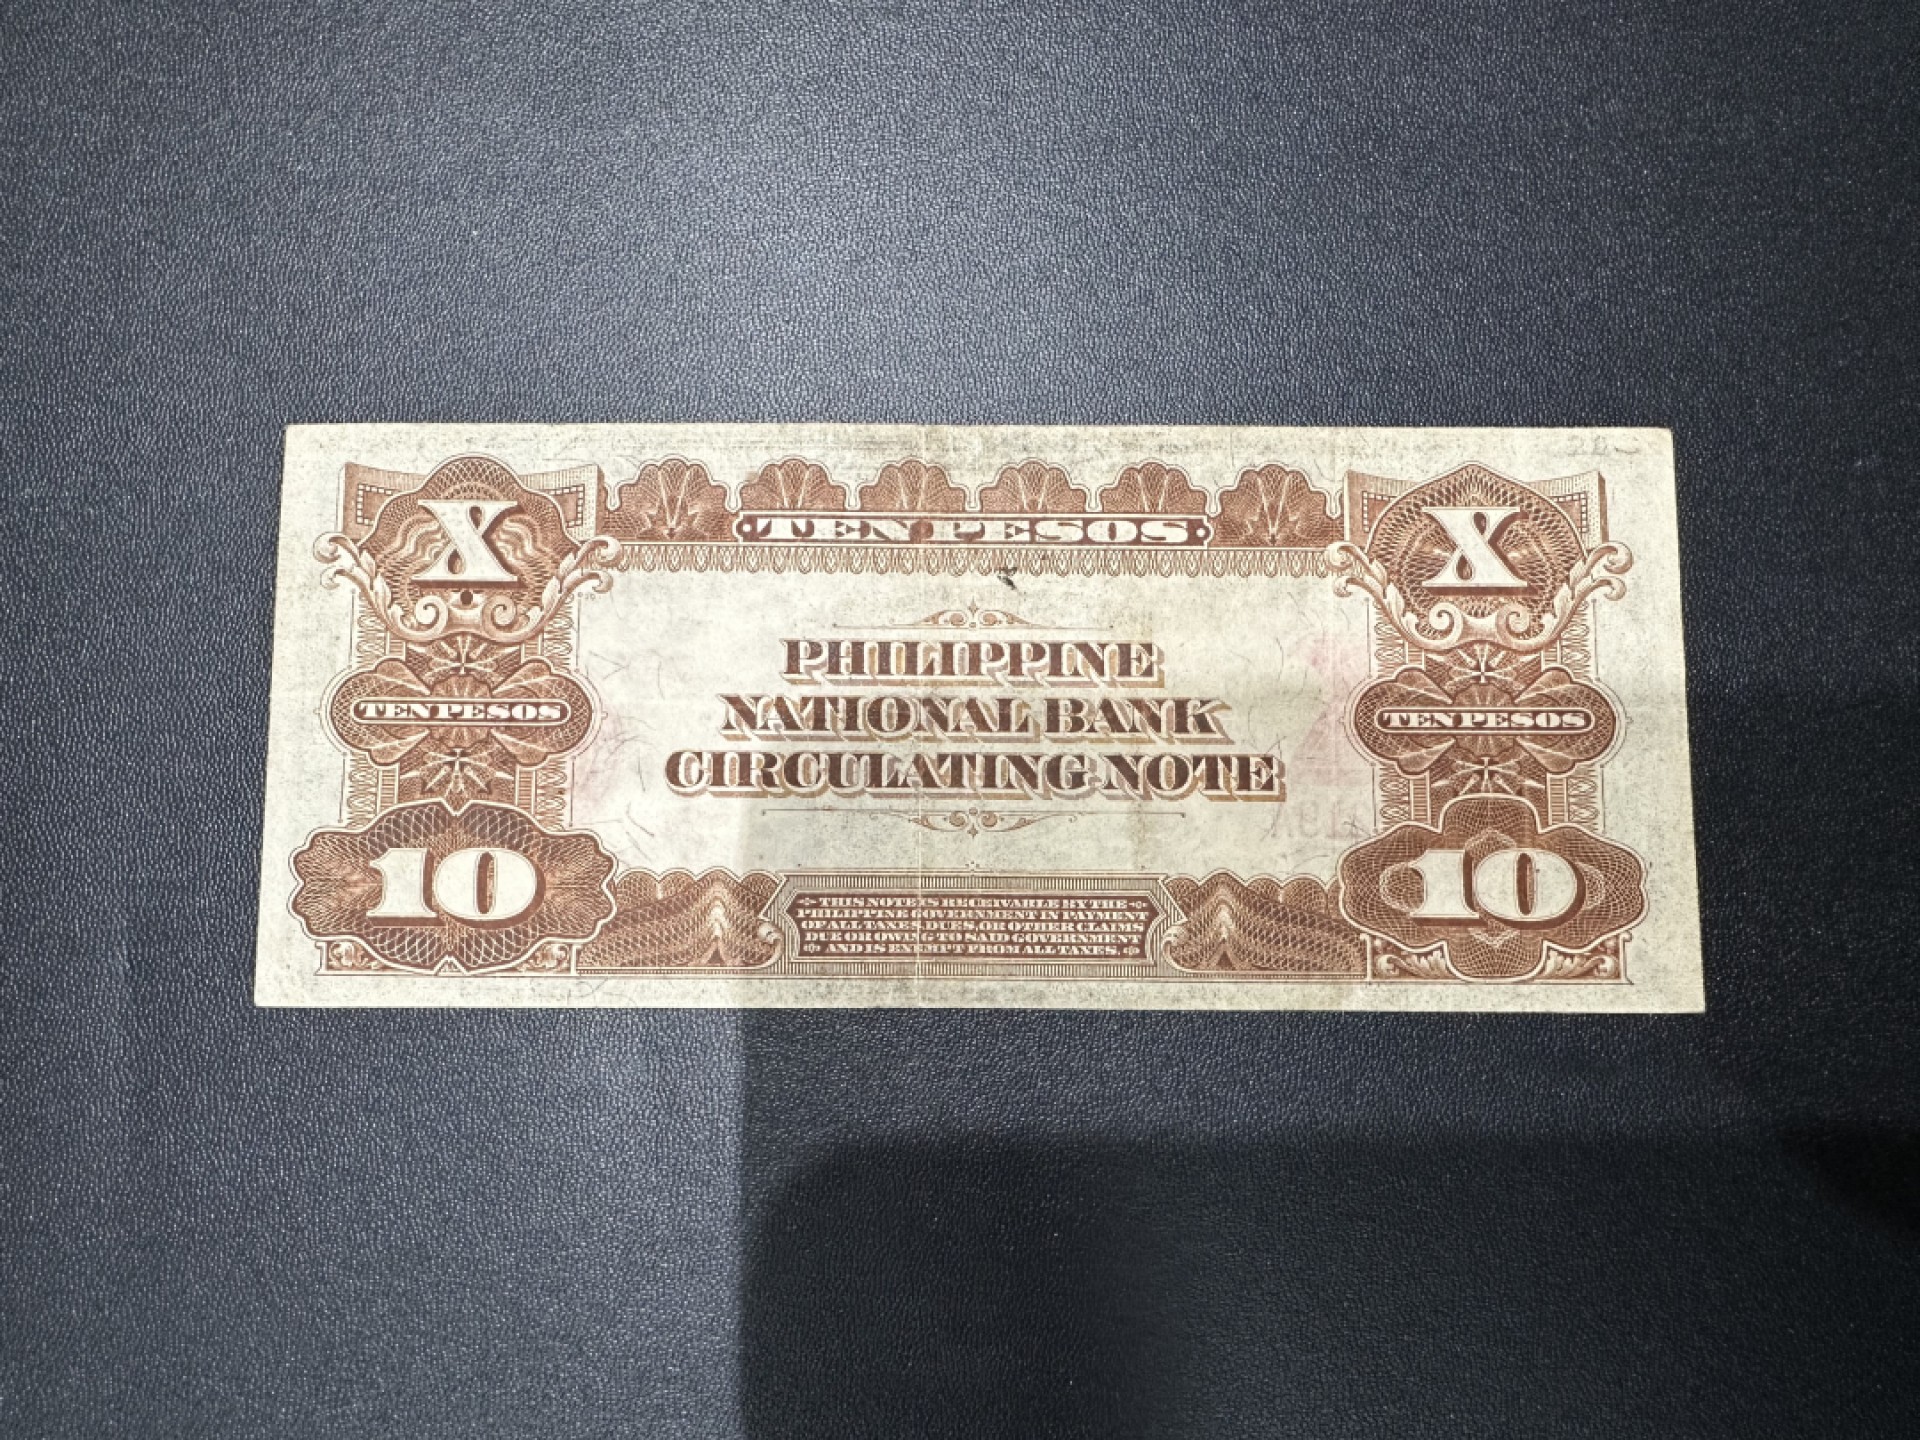 X TEN PESOS X
PHILIPPINE
TEN PESOS NATIONAL BANK TEN PESOS
CIRCULATING NOTE
10 10
THIS NOTE IS RECEIVABLE BY THE
PHILIPPINE GOVERNMENT IN PAYMENT
OF ALL TAXES, DUES, OR OTHER CLAIMS
DUE OR OWING TO SAID GOVERNMENT
AND IS EXEMPT FROM ALL TAXES.